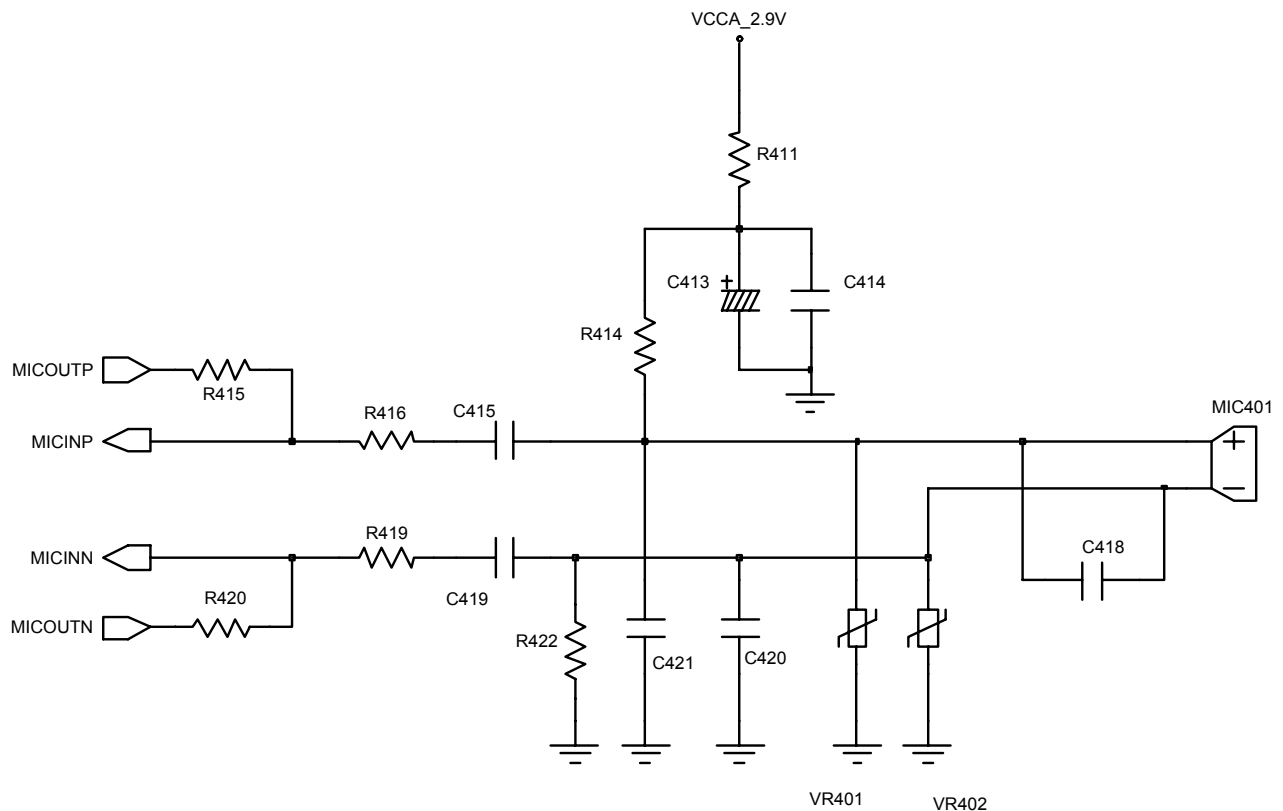 VCCA_2.9V
R411
C413
+
C414
R414
MICOUTP
R415
MIC401
R416
C415
MICINP
+
−
MICINN
R419
C418
R420
C419
MICOUTN
R422
C421
C420
VR401
VR402